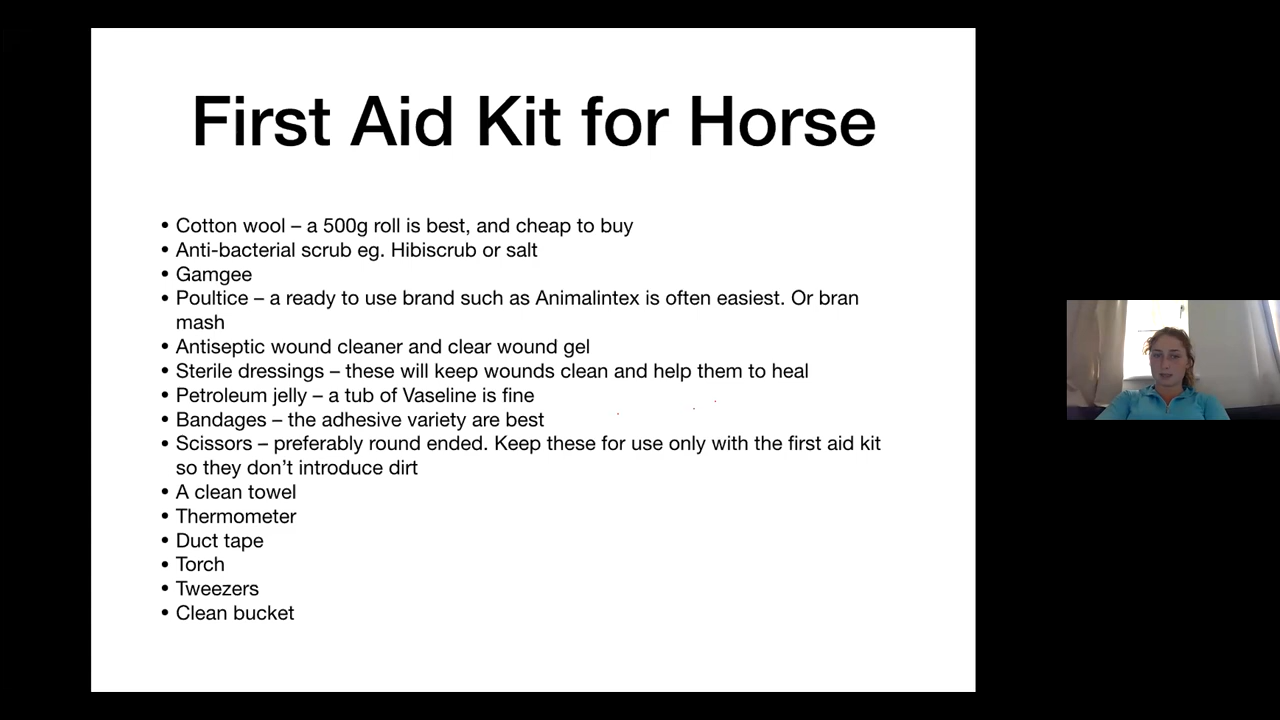 First Aid Kit for Horse
• Cotton wool – a 500g roll is best, and cheap to buy
• Anti-bacterial scrub eg. Hibiscrub or salt
• Gamgee
• Poultice – a ready to use brand such as Animalintex is often easiest. Or bran
mash
• Antiseptic wound cleaner and clear wound gel
• Sterile dressings – these will keep wounds clean and help them to heal
• Petroleum jelly – a tub of Vaseline is fine
• Bandages – the adhesive variety are best
• Scissors – preferably round ended. Keep these for use only with the first aid kit
so they don’t introduce dirt
• A clean towel
• Thermometer
• Duct tape
• Torch
• Tweezers
• Clean bucket